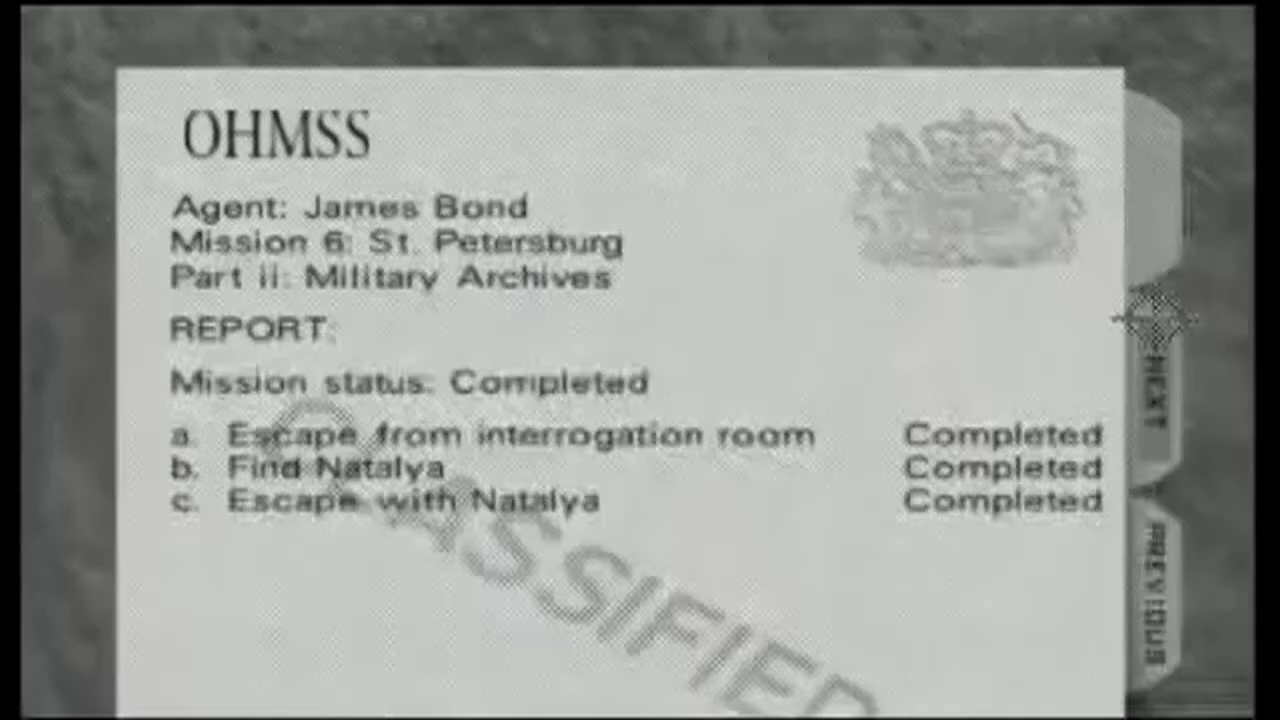 OHMSS
Agent: James Bond
Mission 6: St. Petersburg
Part ii: Military Archives
REPORT:
Mission status: Completed
a. Escape from interrogation room Completed
b. Find Natalya Completed
c. Escape with Natalya Completed
CLASSIFIED
NEXT
PREVIOUS